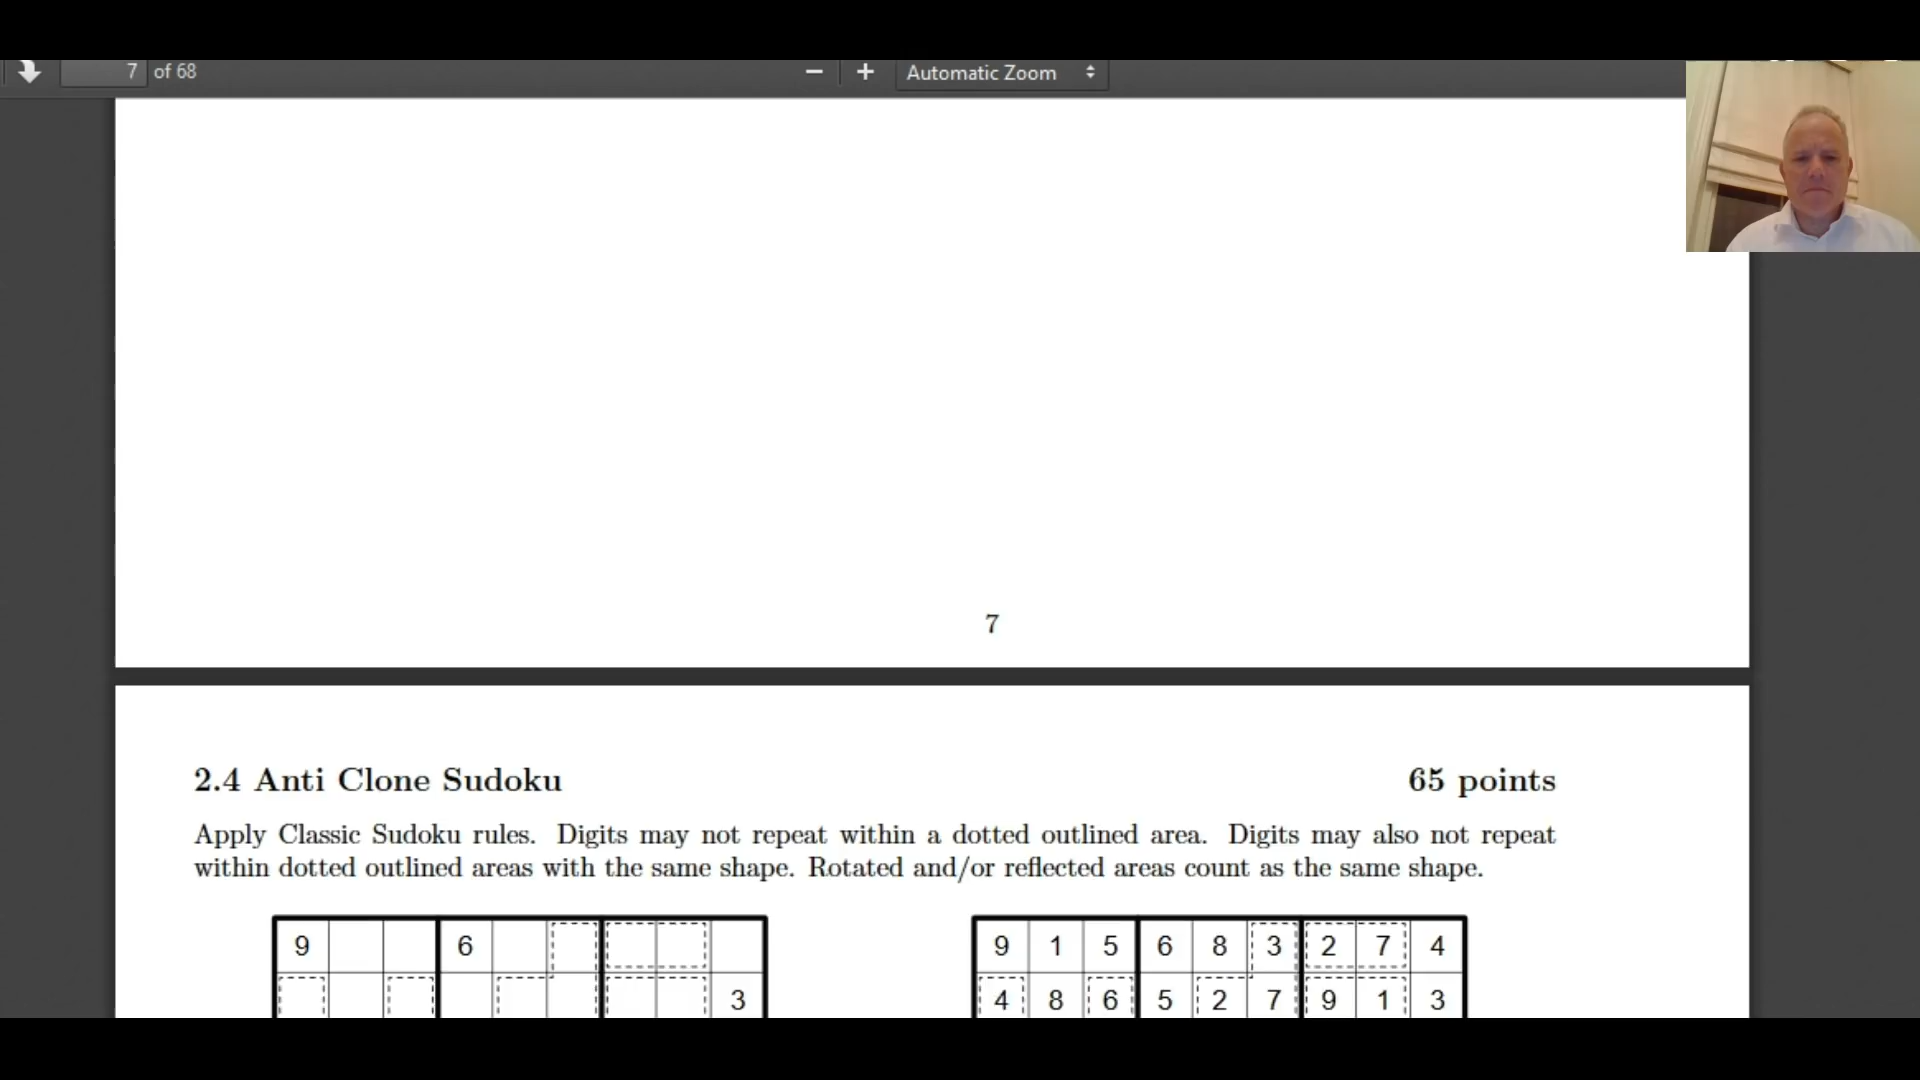 7 of 68 Automatic Zoom
7
2.4 Anti Clone Sudoku 65 points
Apply Classic Sudoku rules. Digits may not repeat within a dotted outlined area. Digits may also not repeat
within dotted outlined areas with the same shape. Rotated and/or reflected areas count as the same shape.
9 6
3
9 1 5 6 8 3 2 7 4
4 8 6 5 2 7 9 1 3